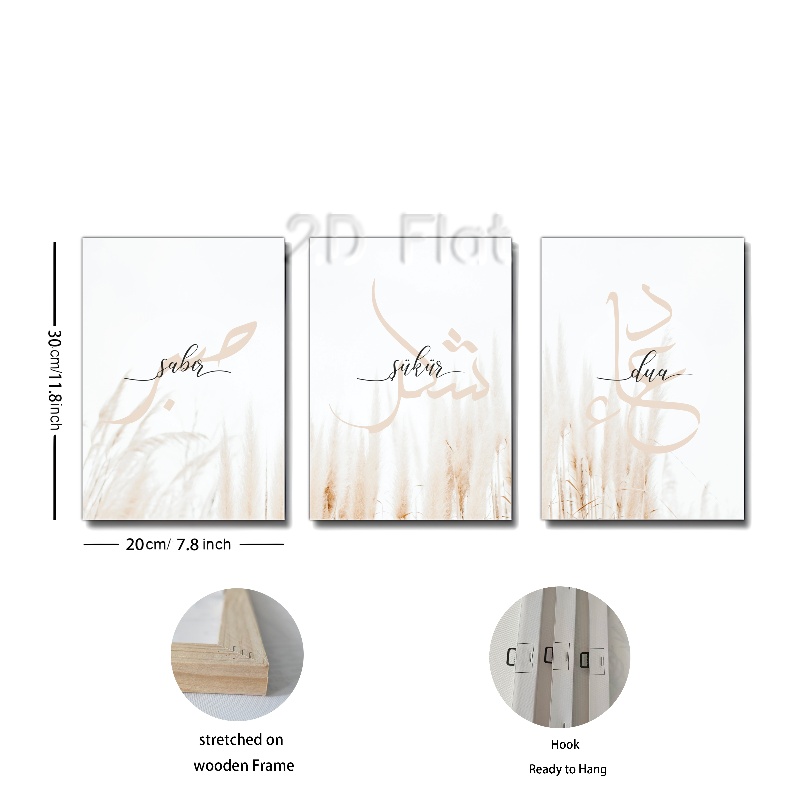 2D Flat
صبر
sabır
شكر
şükür
دعاء
dua
30cm/11.8inch
20cm/ 7.8 inch
stretched on
wooden Frame
Hook
Ready to Hang